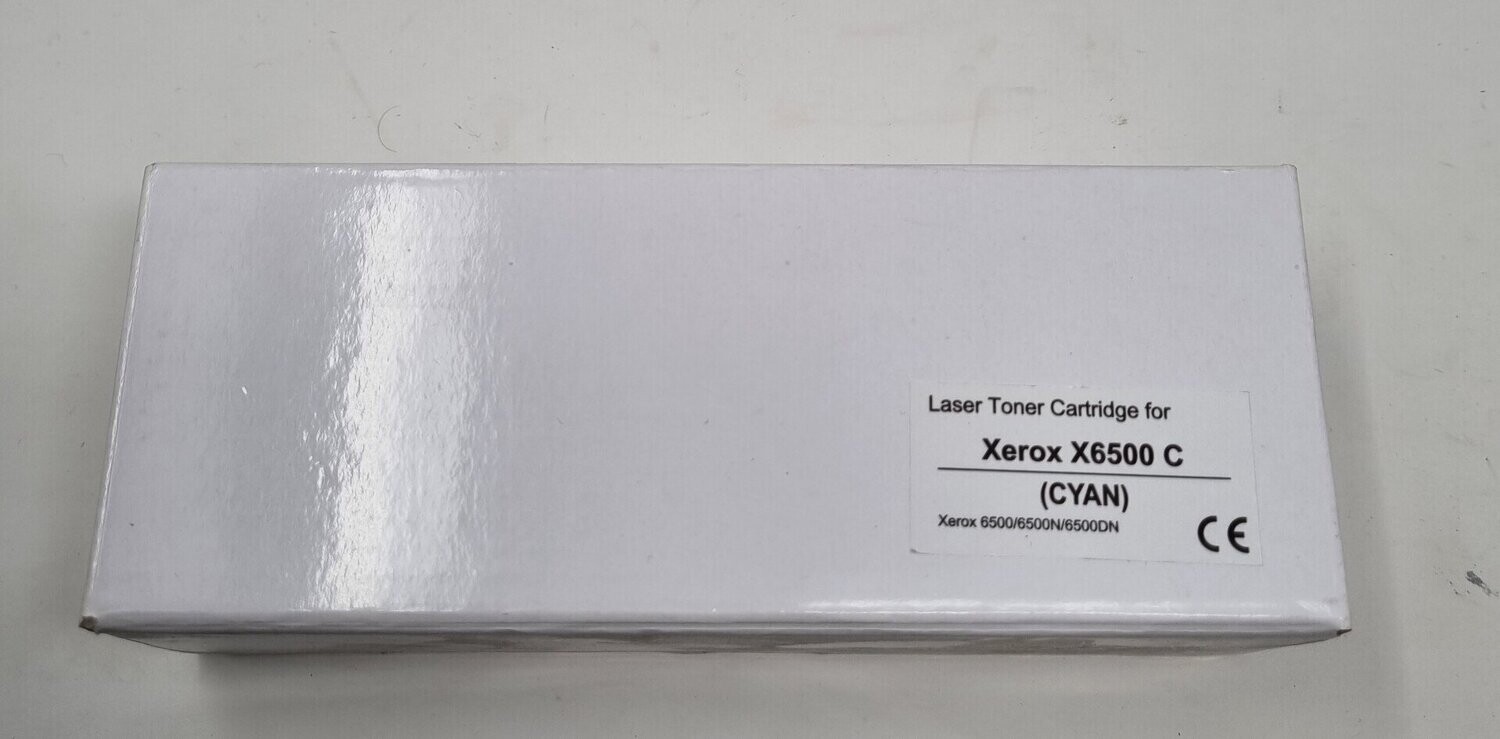 Laser Toner Cartridge for
Xerox X6500 C
(CYAN)
Xerox 6500/6500N/6500DN
CE